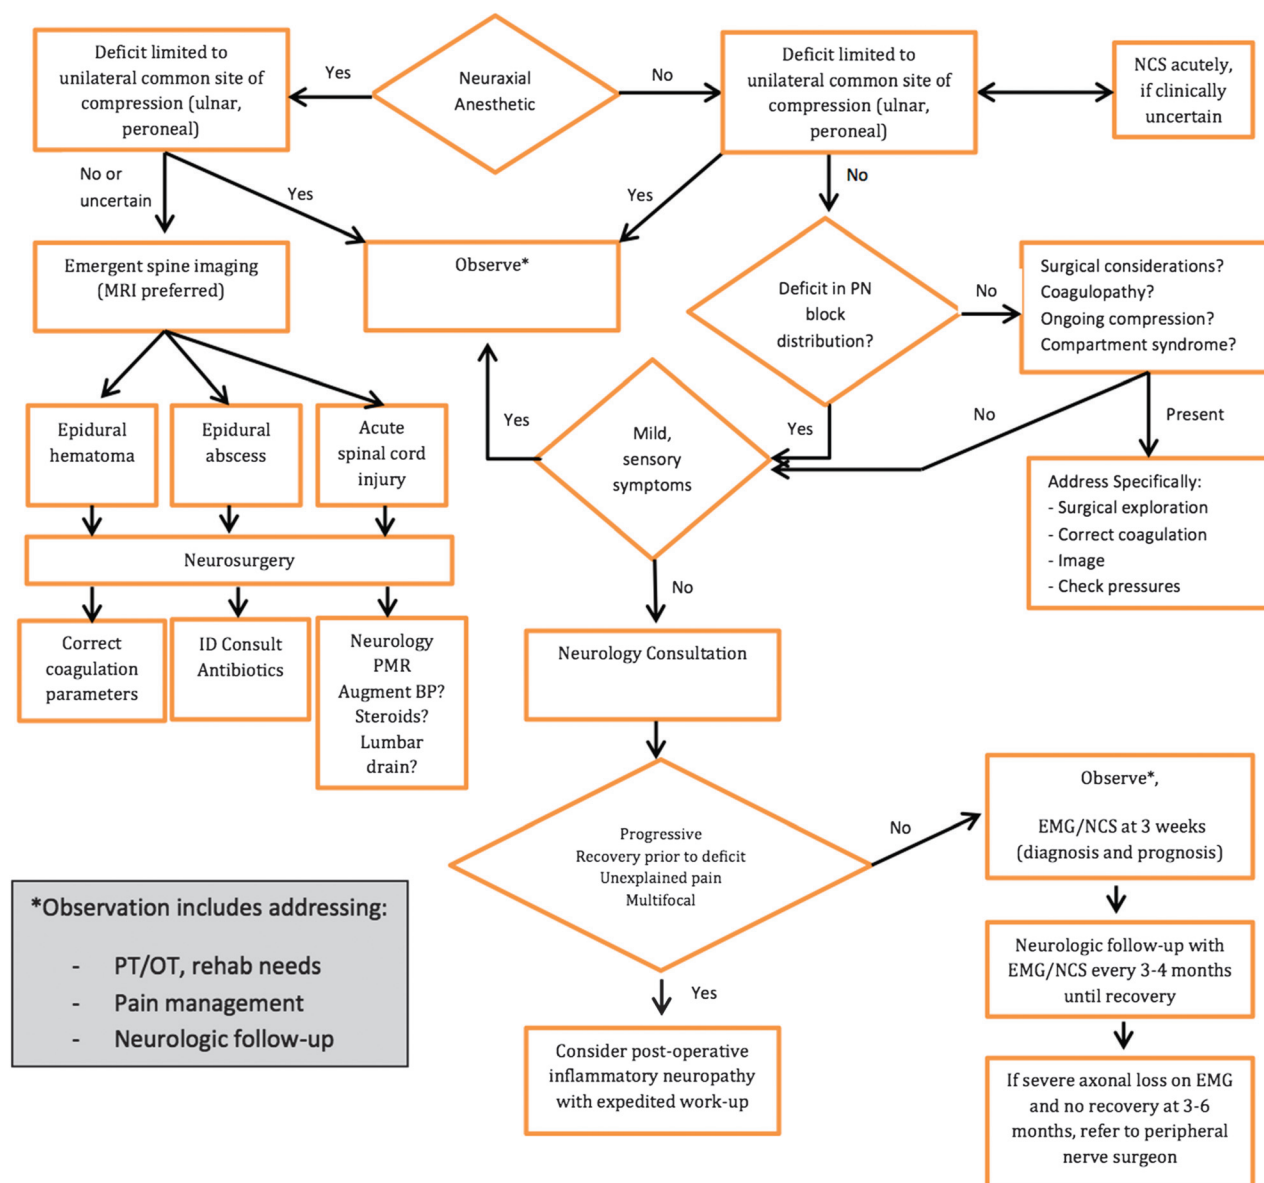 Neuraxial
Anesthetic
Yes
No
Deficit limited to
unilateral common site of
compression (ulnar,
peroneal)
Deficit limited to
unilateral common site of
compression (ulnar,
peroneal)
NCS acutely,
if clinically
uncertain
No or
uncertain
Yes
Yes
No
Emergent spine imaging
(MRI preferred)
Observe*
Deficit in PN
block
distribution?
No
Surgical considerations?
Coagulopathy?
Ongoing compression?
Compartment syndrome?
Epidural
hematoma
Epidural
abscess
Acute
spinal cord
injury
Yes
Mild,
sensory
symptoms
Yes
No
Present
Address Specifically:
- Surgical exploration
- Correct coagulation
- Image
- Check pressures
Neurosurgery
No
Correct
coagulation
parameters
ID Consult
Antibiotics
Neurology
PMR
Augment BP?
Steroids?
Lumbar
drain?
Neurology Consultation
Progressive
Recovery prior to deficit
Unexplained pain
Multifocal
No
Observe*,
EMG/NCS at 3 weeks
(diagnosis and prognosis)
*Observation includes addressing:
- PT/OT, rehab needs
- Pain management
- Neurologic follow-up
Yes
Neurologic follow-up with
EMG/NCS every 3-4 months
until recovery
Consider post-operative
inflammatory neuropathy
with expedited work-up
If severe axonal loss on EMG
and no recovery at 3-6
months, refer to peripheral
nerve surgeon